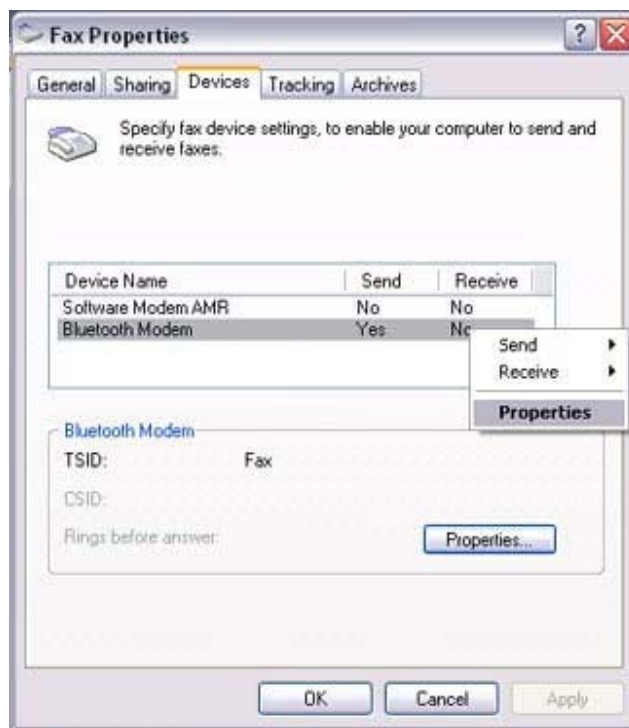 Fax Properties
General Sharing Devices Tracking Archives
Specify fax device settings, to enable your computer to send and
receive faxes.
Device Name Send Receive
Software Modem AMR No No
Bluetooth Modem Yes No
Send
Receive
Properties
Bluetooth Modem
TSID: Fax
CSID:
Rings before answer:
Properties...
OK Cancel Apply